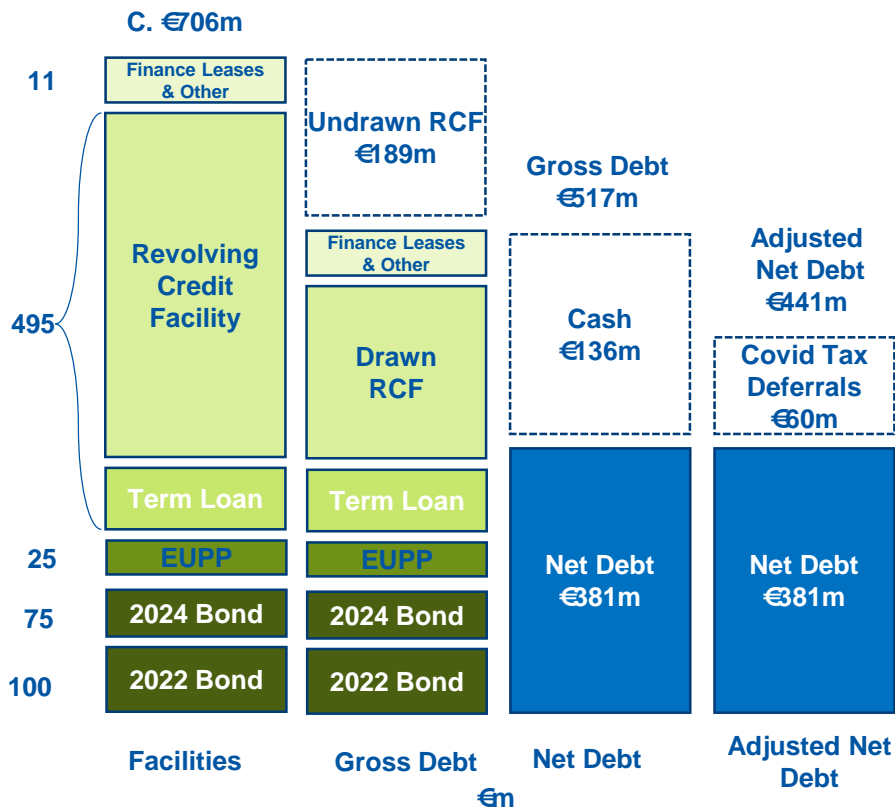 C. €706m
11
Finance Leases
& Other
495
Revolving
Credit
Facility
Term Loan
25
EUPP
75
2024 Bond
100
2022 Bond
Facilities
Undrawn RCF
€189m
Finance Leases
& Other
Drawn
RCF
Term Loan
EUPP
2024 Bond
2022 Bond
Gross Debt
Gross Debt
€517m
Cash
€136m
Net Debt
€381m
Net Debt
Adjusted
Net Debt
€441m
Covid Tax
Deferrals
€60m
Net Debt
€381m
Adjusted Net
Debt
€m